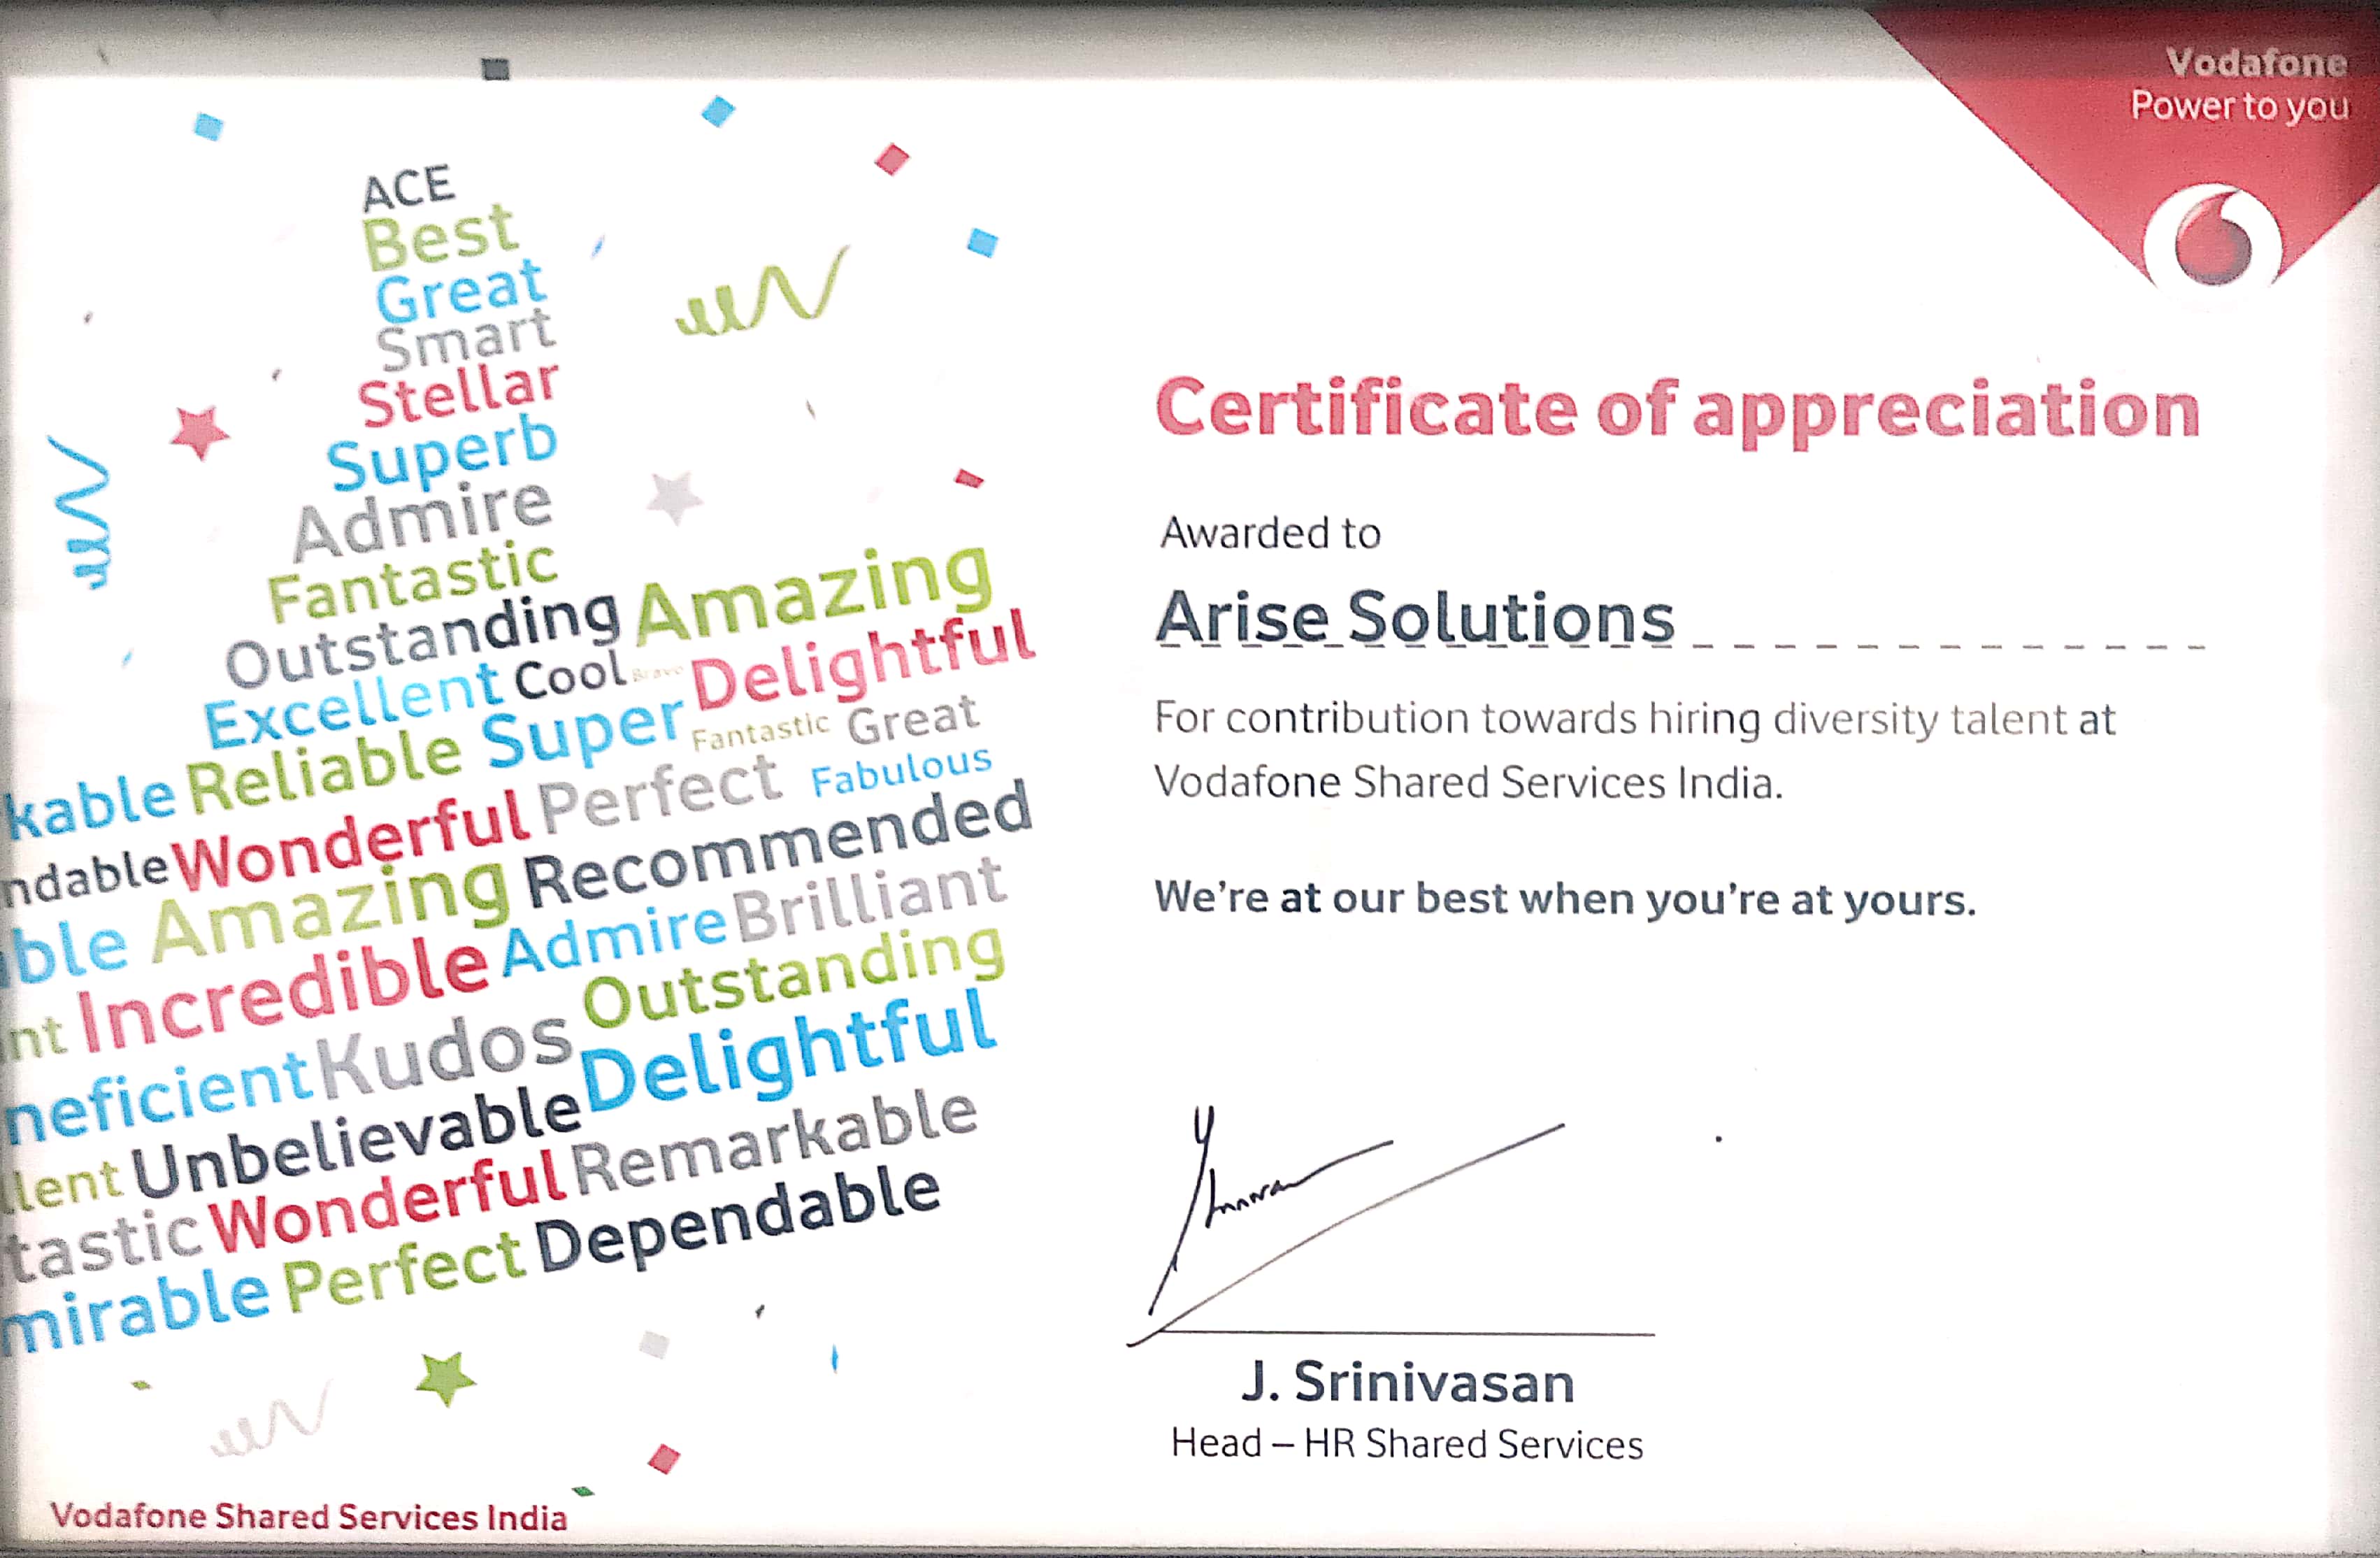 Vodafone
Power to you
ACE
Best
Great
Smart
Stellar
Superb
Admire
Fantastic
Outstanding Amazing
Excellent Cool Bravo Delightful
kable Reliable Super Fantastic Great
ndable Wonderful Perfect Fabulous
ble Amazing Recommended
nt Incredible Admire Brilliant
neficient Kudos Outstanding
lent Unbelievable Delightful
tastic Wonderful Remarkable
mirable Perfect Dependable
Vodafone Shared Services India
Certificate of appreciation
Awarded to
Arise Solutions
For contribution towards hiring diversity talent at
Vodafone Shared Services India.
We're at our best when you're at yours.
J. Srinivasan
Head – HR Shared Services